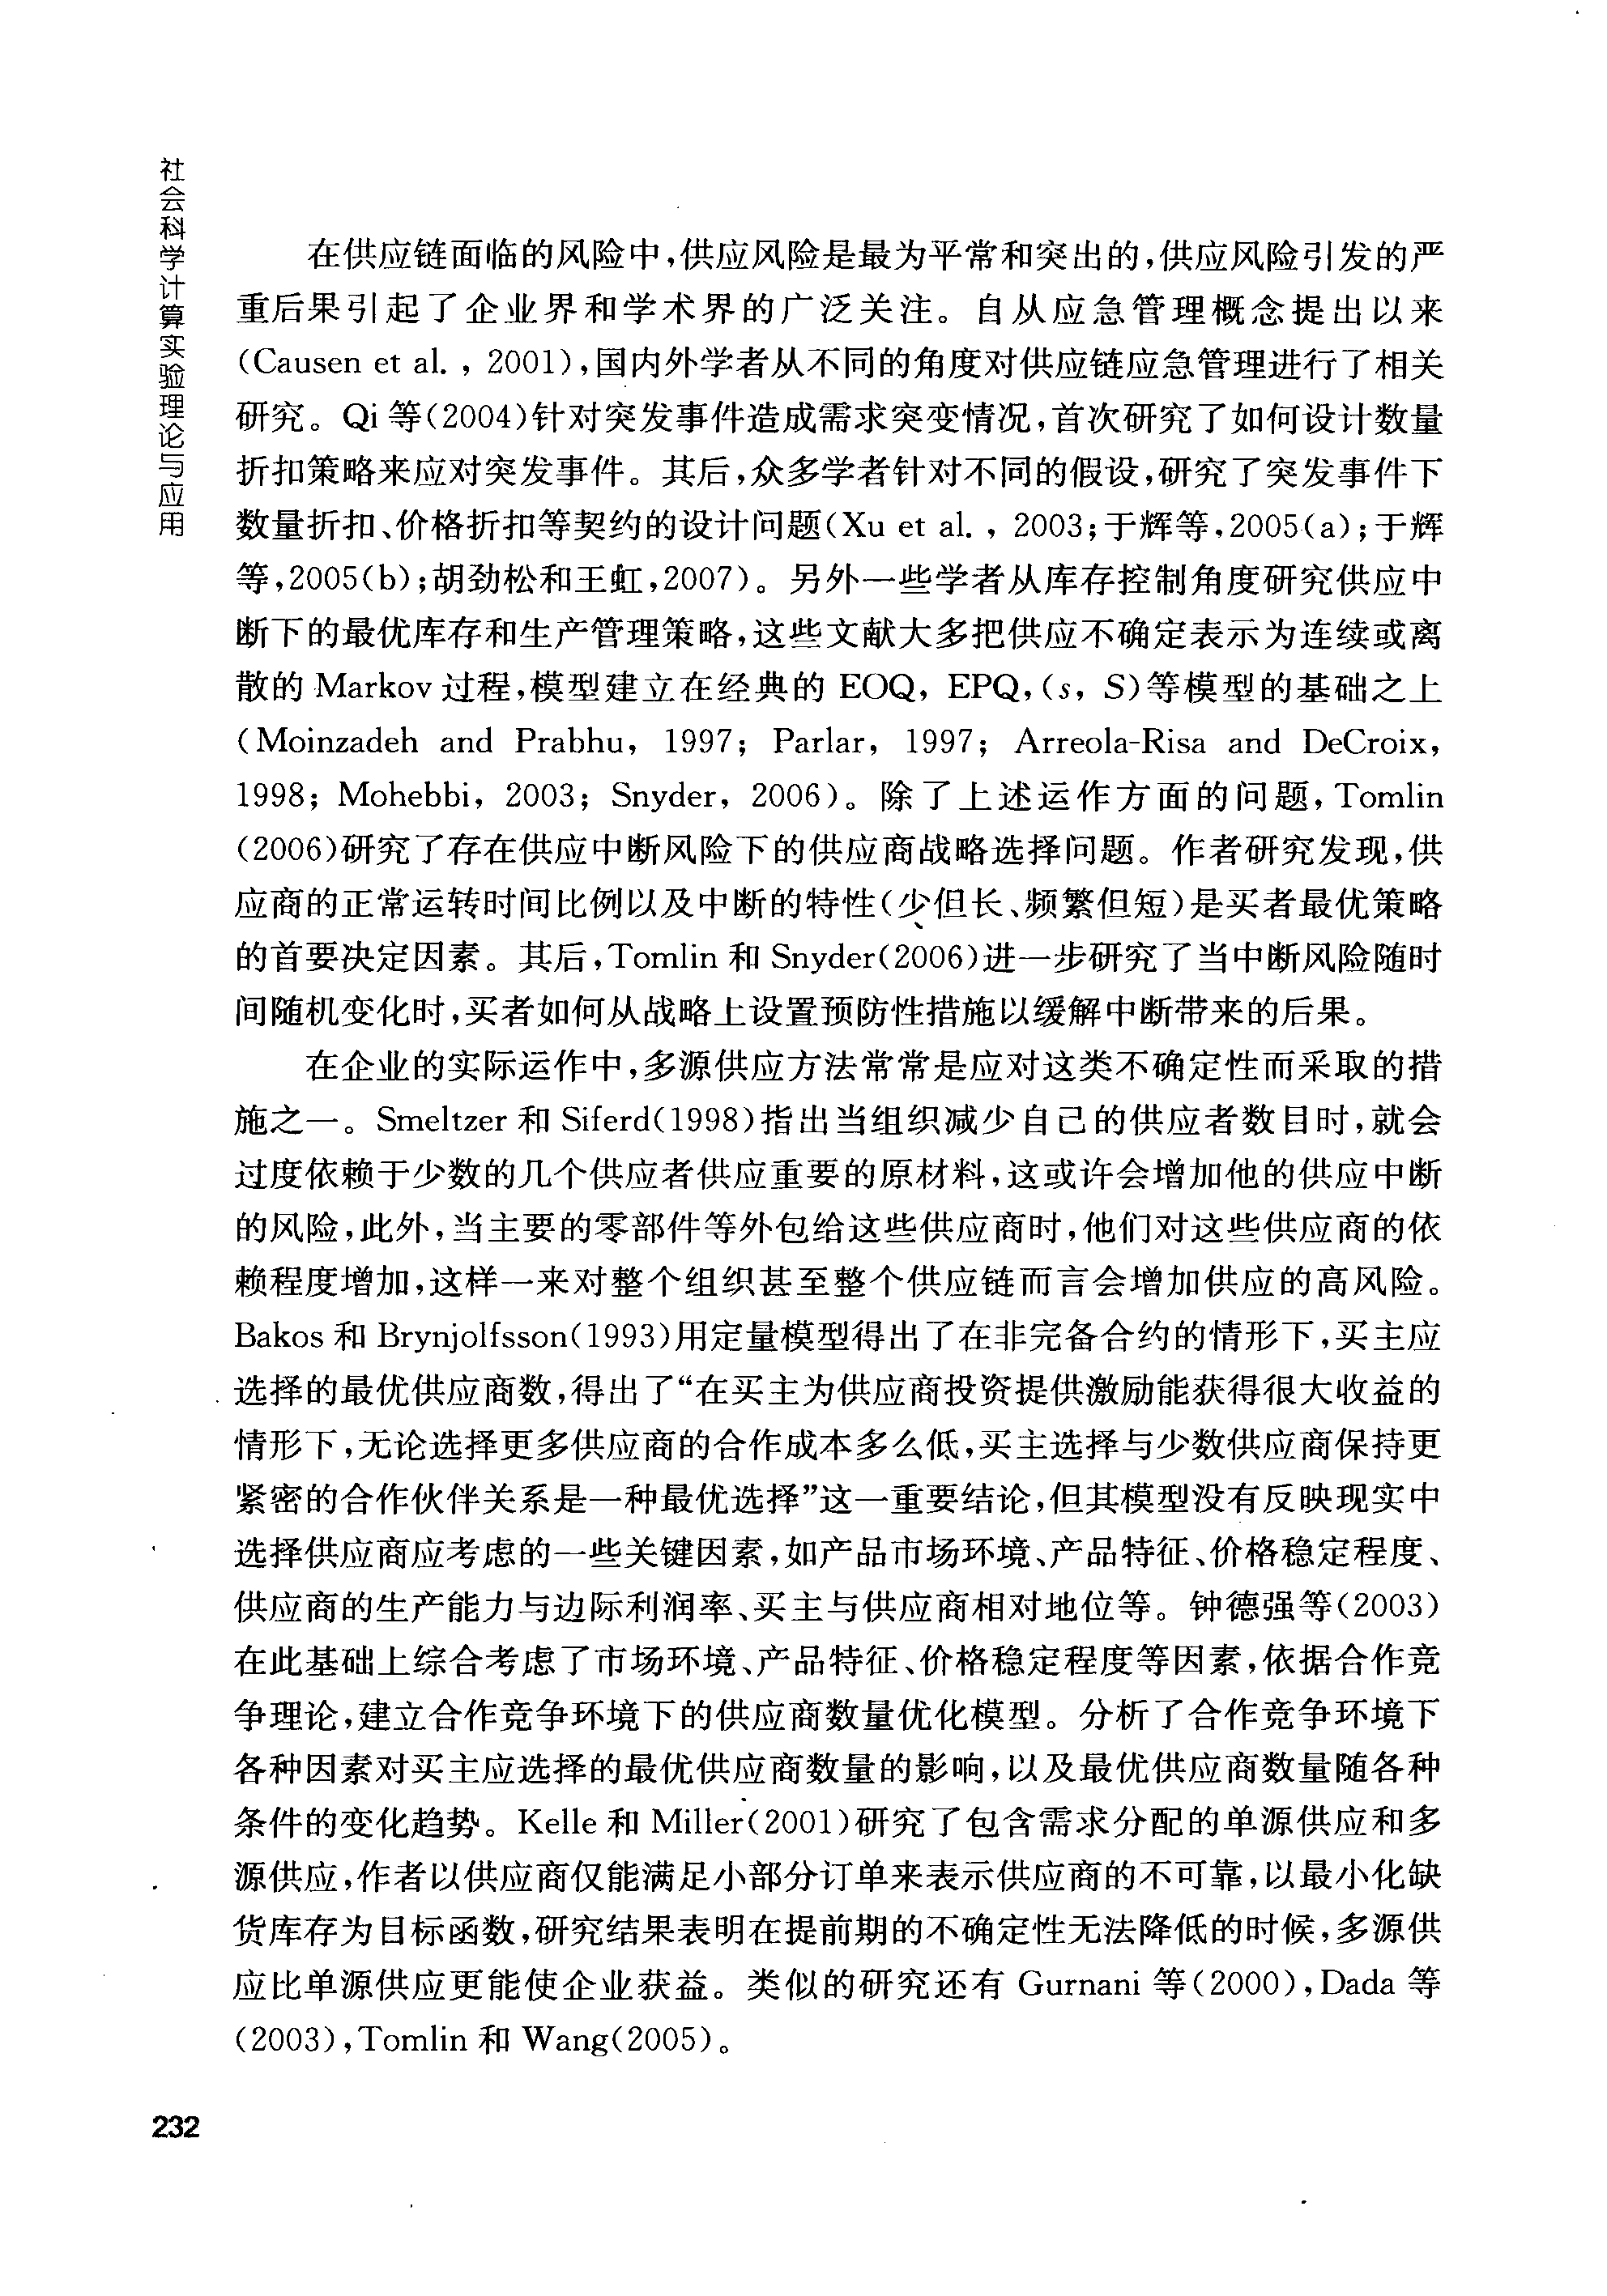 社会科学计算实验理论与应用
在供应链面临的风险中,供应风险是最为平常和突出的,供应风险引发的严
重后果引起了企业界和学术界的广泛关注。自从应急管理概念提出以来
(Causen et al. , 2001),国内外学者从不同的角度对供应链应急管理进行了相关
研究。Qi 等(2004)针对突发事件造成需求突变情况,首次研究了如何设计数量
折扣策略来应对突发事件。其后,众多学者针对不同的假设,研究了突发事件下
数量折扣、价格折扣等契约的设计问题(Xu et al. , 2003;于辉等,2005(a);于辉
等,2005(b);胡劲松和王虹,2007)。另外一些学者从库存控制角度研究供应中
断下的最优库存和生产管理策略,这些文献大多把供应不确定表示为连续或离
散的 Markov 过程,模型建立在经典的 EOQ, EPQ,(s, S)等模型的基础之上
(Moinzadeh and Prabhu, 1997; Parlar, 1997; Arreola-Risa and DeCroix,
1998; Mohebbi, 2003; Snyder, 2006)。除了上述运作方面的问题,Tomlin
(2006)研究了存在供应中断风险下的供应商战略选择问题。作者研究发现,供
应商的正常运转时间比例以及中断的特性(少但长、频繁但短)是买者最优策略
的首要决定因素。其后,Tomlin 和 Snyder(2006)进一步研究了当中断风险随时
间随机变化时,买者如何从战略上设置预防性措施以缓解中断带来的后果。
在企业的实际运作中,多源供应方法常常是应对这类不确定性而采取的措
施之一。Smeltzer 和 Siferd(1998)指出当组织减少自己的供应者数目时,就会
过度依赖于少数的几个供应者供应重要的原材料,这或许会增加他的供应中断
的风险,此外,当主要的零部件等外包给这些供应商时,他们对这些供应商的依
赖程度增加,这样一来对整个组织甚至整个供应链而言会增加供应的高风险。
Bakos 和 Brynjolfsson(1993)用定量模型得出了在非完备合约的情形下,买主应
选择的最优供应商数,得出了“在买主为供应商投资提供激励能获得很大收益的
情形下,无论选择更多供应商的合作成本多么低,买主选择与少数供应商保持更
紧密的合作伙伴关系是一种最优选择”这一重要结论,但其模型没有反映现实中
选择供应商应考虑的一些关键因素,如产品市场环境、产品特征、价格稳定程度、
供应商的生产能力与边际利润率、买主与供应商相对地位等。钟德强等(2003)
在此基础上综合考虑了市场环境、产品特征、价格稳定程度等因素,依据合作竞
争理论,建立合作竞争环境下的供应商数量优化模型。分析了合作竞争环境下
各种因素对买主应选择的最优供应商数量的影响,以及最优供应商数量随各种
条件的变化趋势。Kelle 和 Miller(2001)研究了包含需求分配的单源供应和多
源供应,作者以供应商仅能满足小部分订单来表示供应商的不可靠,以最小化缺
货库存为目标函数,研究结果表明在提前期的不确定性无法降低的时候,多源供
应比单源供应更能使企业获益。类似的研究还有 Gurnani 等(2000),Dada 等
(2003),Tomlin 和 Wang(2005)。
232